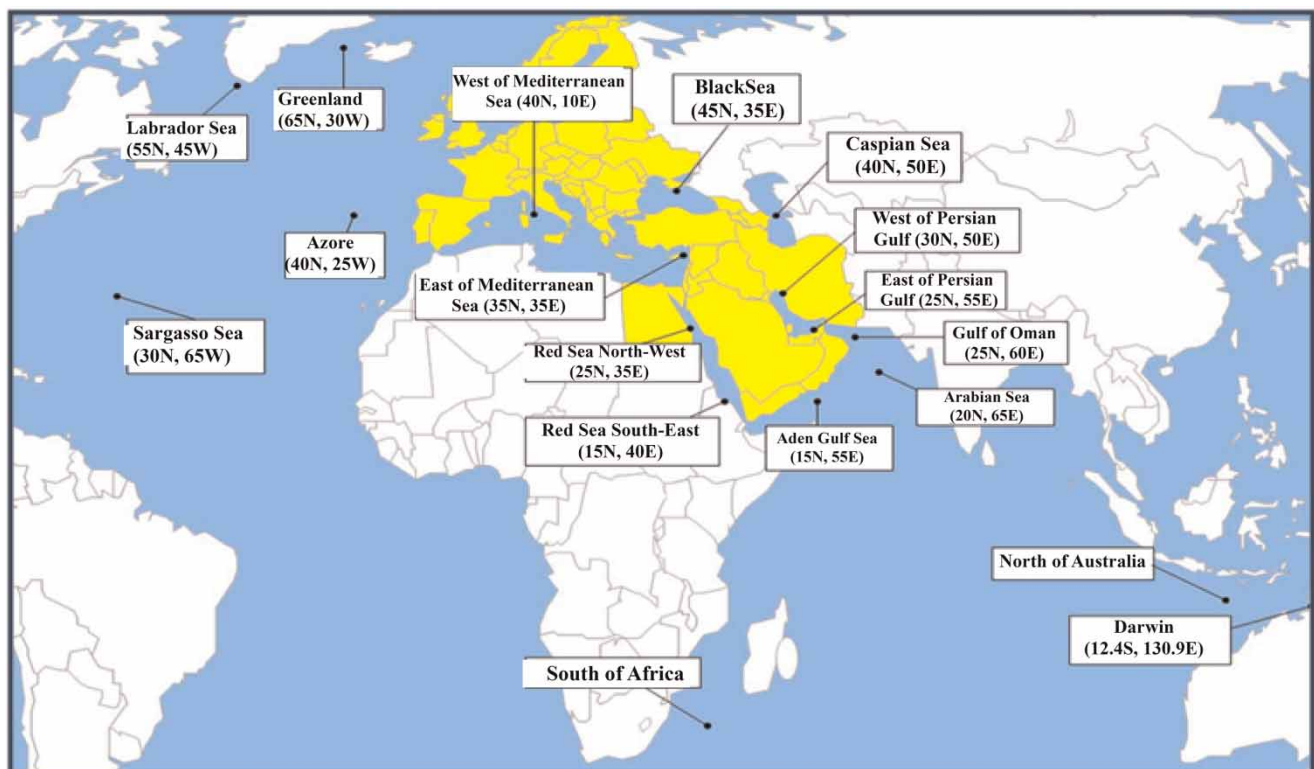 West of Mediterranean
Sea (40N, 10E)
BlackSea
(45N, 35E)
Greenland
(65N, 30W)
Labrador Sea
(55N, 45W)
Caspian Sea
(40N, 50E)
West of Persian
Gulf (30N, 50E)
Azore
(40N, 25W)
East of Mediterranean
Sea (35N, 35E)
East of Persian
Gulf (25N, 55E)
Sargasso Sea
(30N, 65W)
Gulf of Oman
(25N, 60E)
Red Sea North-West
(25N, 35E)
Arabian Sea
(20N, 65E)
Red Sea South-East
(15N, 40E)
Aden Gulf Sea
(15N, 55E)
North of Australia
Darwin
(12.4S, 130.9E)
South of Africa